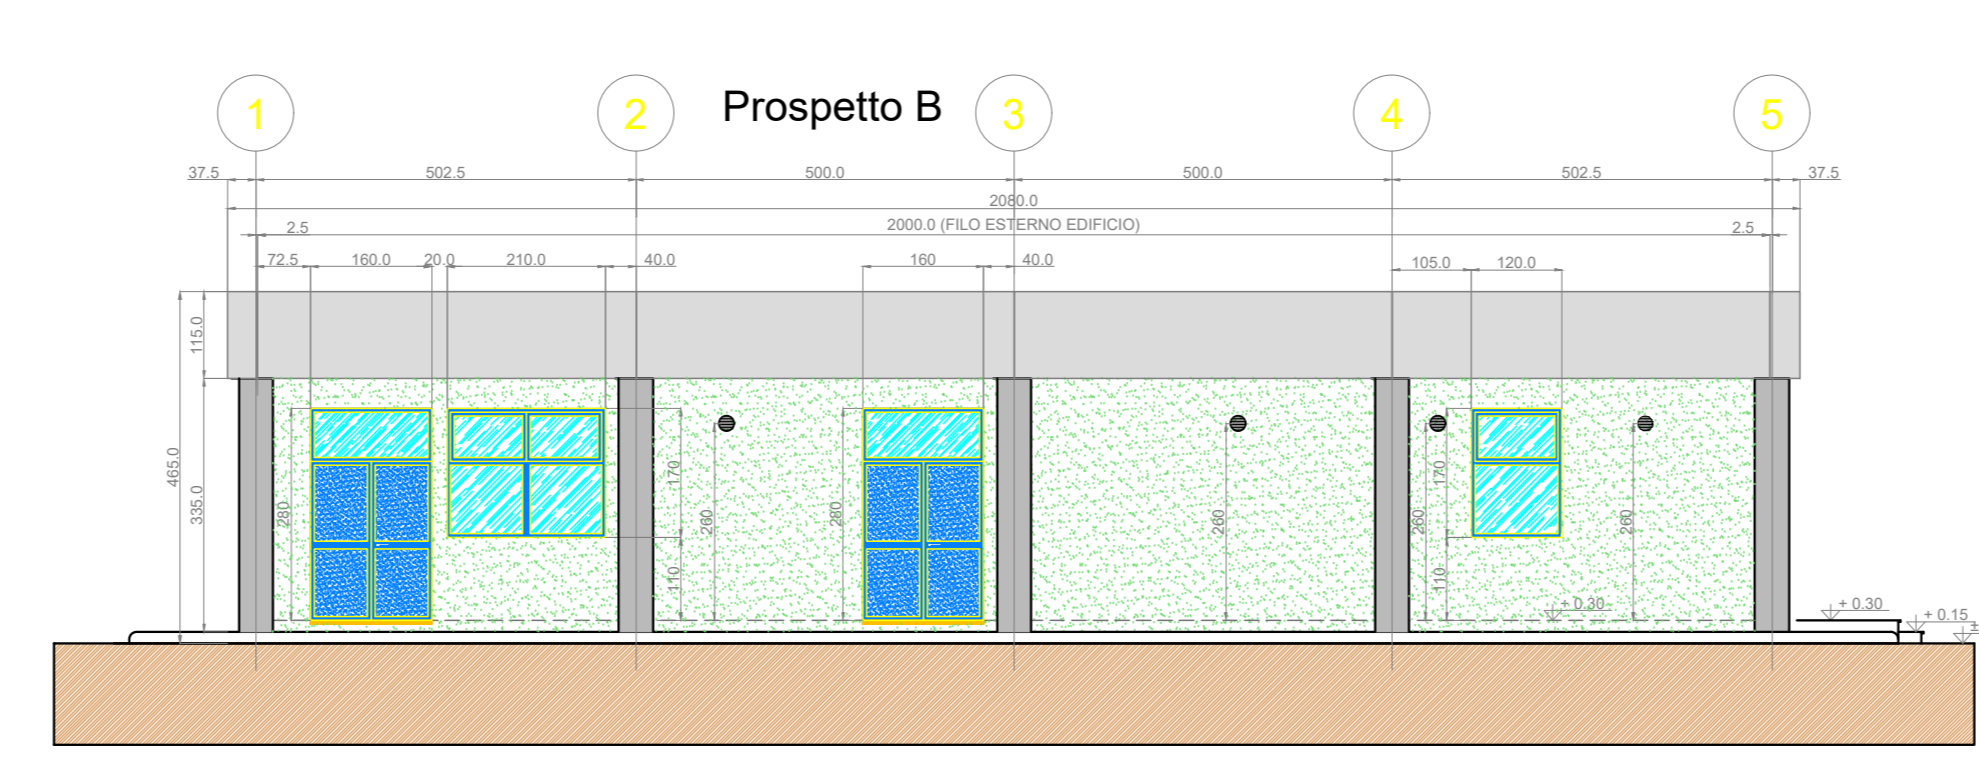 1 2 Prospetto B 3 4 5
37.5 502.5 500.0 500.0 502.5 37.5
2080.0
2.5 2000.0 (FILO ESTERNO EDIFICIO) 2.5
72.5 160.0 20.0 210.0 40.0 160 40.0 105.0 120.0
115.0
465.0 335.0
280 170 110 260 280 260 260 170 110 260
+ 0.30 + 0.30
+ 0.15 ±